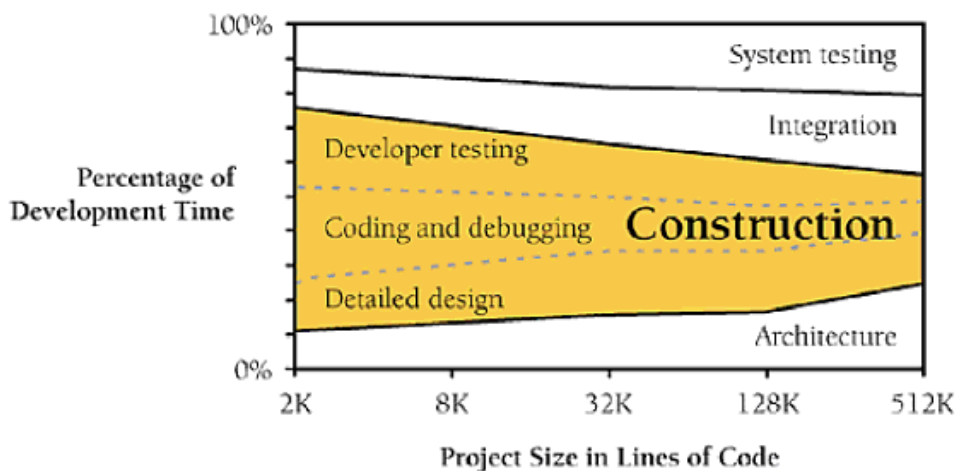 100%
System testing
Integration
Developer testing
Percentage of
Development Time
Coding and debugging
Construction
Detailed design
Architecture
0%
2K
8K
32K
128K
512K
Project Size in Lines of Code